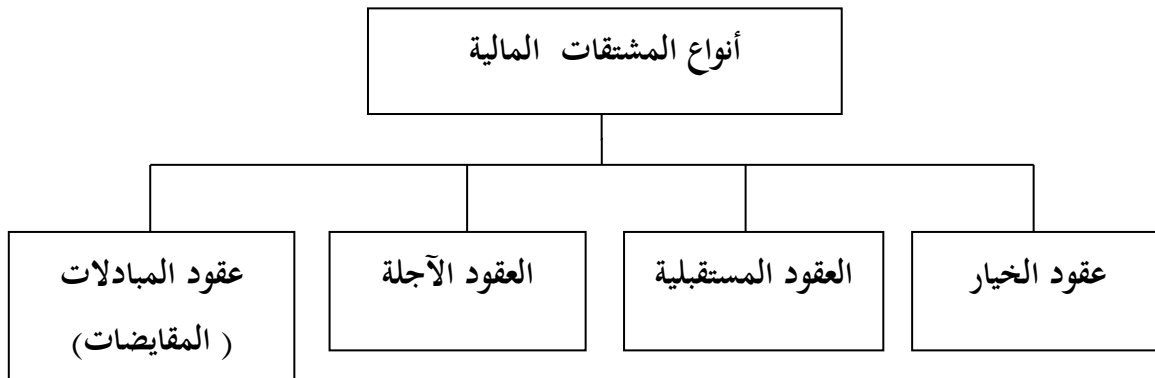 أنواع المشتقات المالية
عقود الخيار
العقود المستقبلية
العقود الآجلة
عقود المبادلات
( المقايضات)